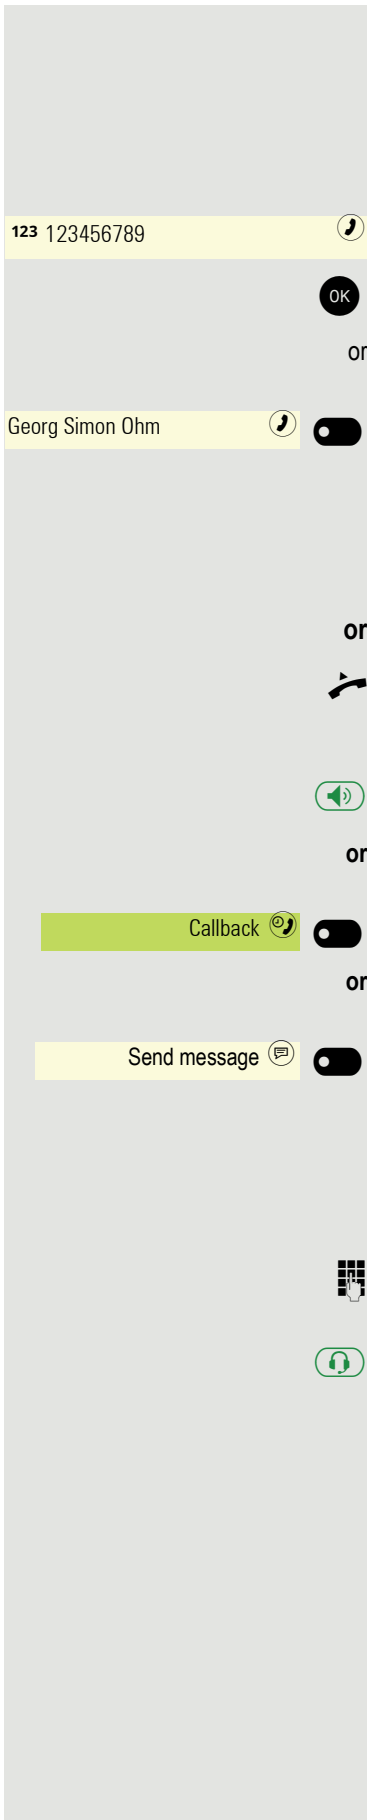 123 123456789
OK
or
Georg Simon Ohm
or
or
Callback
or
Send message